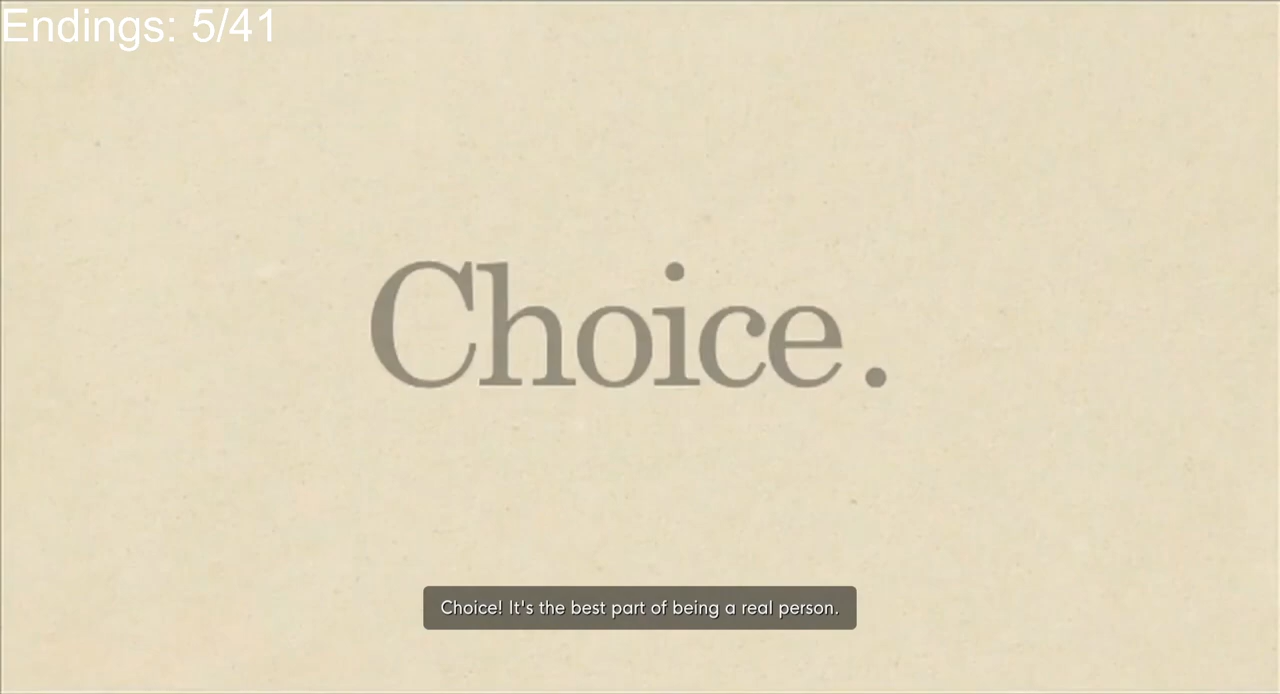 Endings: 5/41
Choice.
Choice! It's the best part of being a real person.